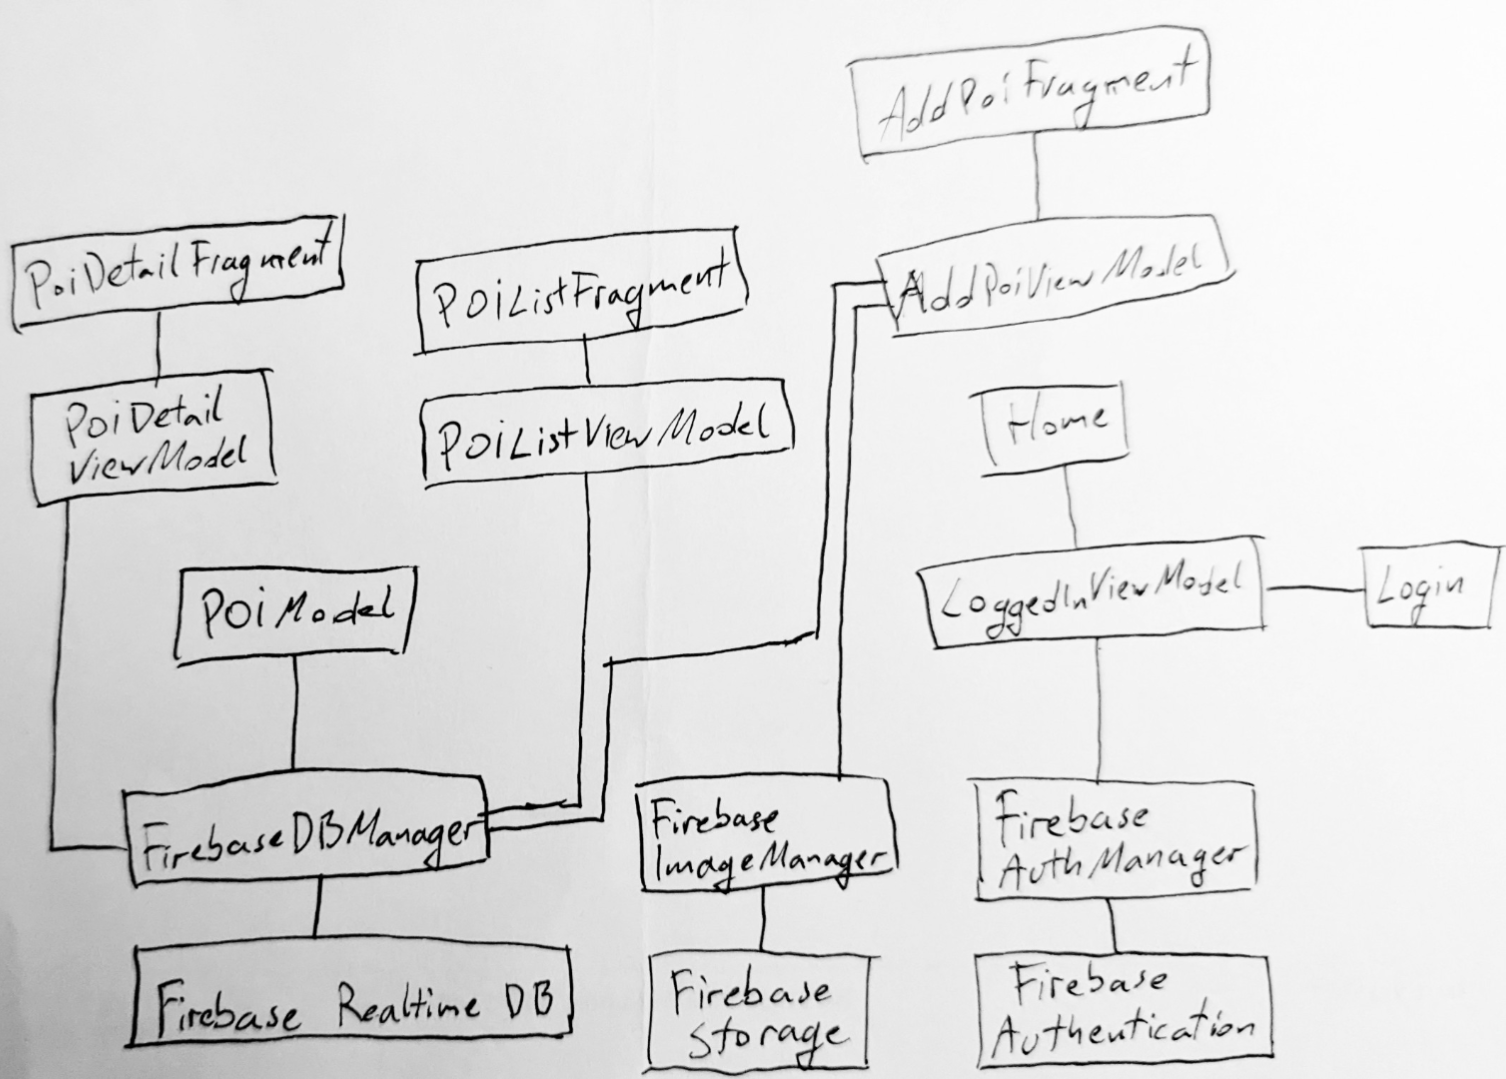 AddPoiFragment
PoiDetailFragment
POiListFragment
AddPoiViewModel
PoiDetail
ViewModel
POiListViewModel
Home
POiModel
LoggedInViewModel
Login
FirebaseDBManager
Firebase
ImageManager
Firebase
AuthManager
Firebase Realtime DB
Firebase
Storage
Firebase
Authentication